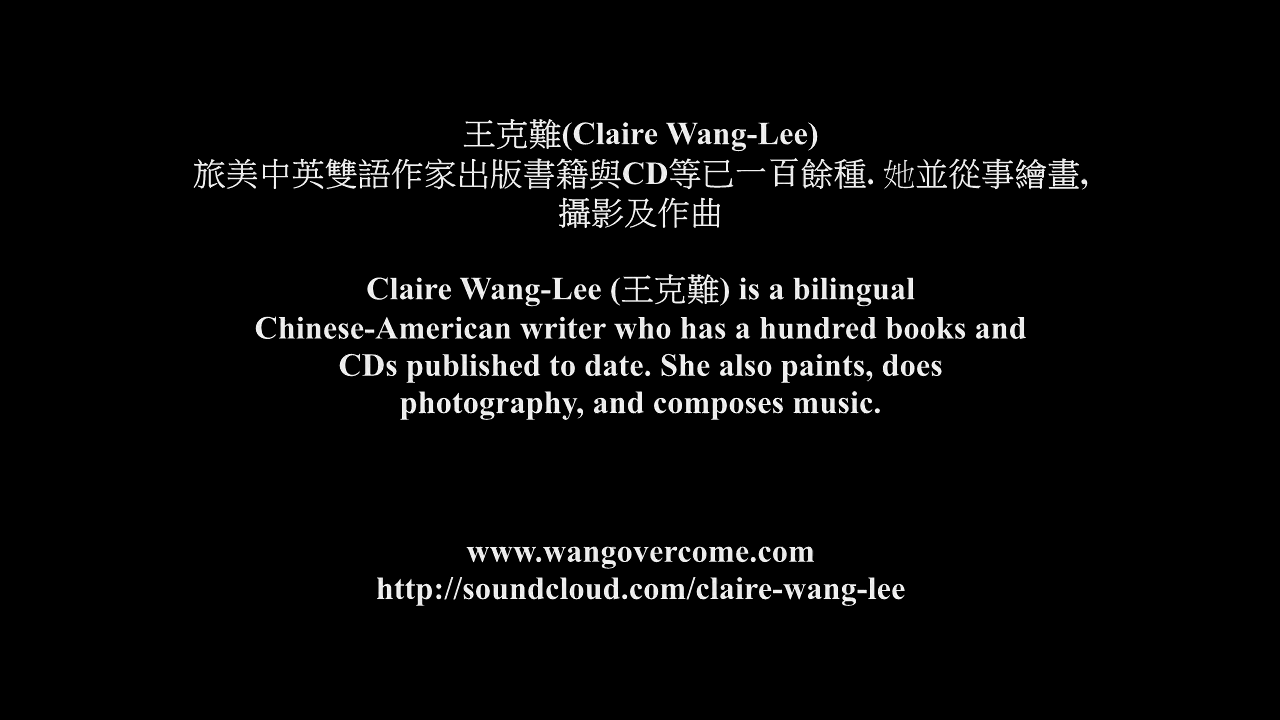 王克難(Claire Wang-Lee)
旅美中英雙語作家出版書籍與CD等已一百餘種. 她並從事繪畫,
攝影及作曲
Claire Wang-Lee (王克難) is a bilingual
Chinese-American writer who has a hundred books and
CDs published to date. She also paints, does
photography, and composes music.
www.wangovercome.com
http://soundcloud.com/claire-wang-lee